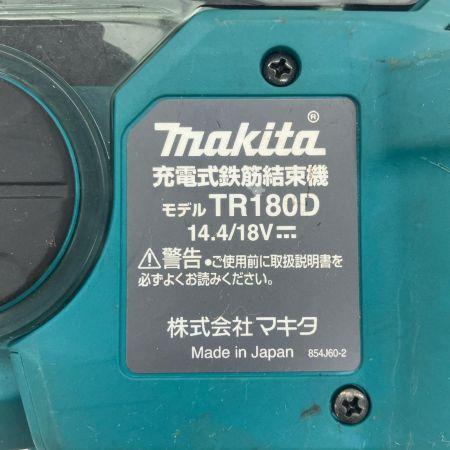 makita®
充電式鉄筋結束機
モデル TR180D
14.4/18V⎓
⚠警告 •ご使用前に取扱説明書を
必ずよくお読みください。
株式会社マキタ
Made in Japan 854J60-2